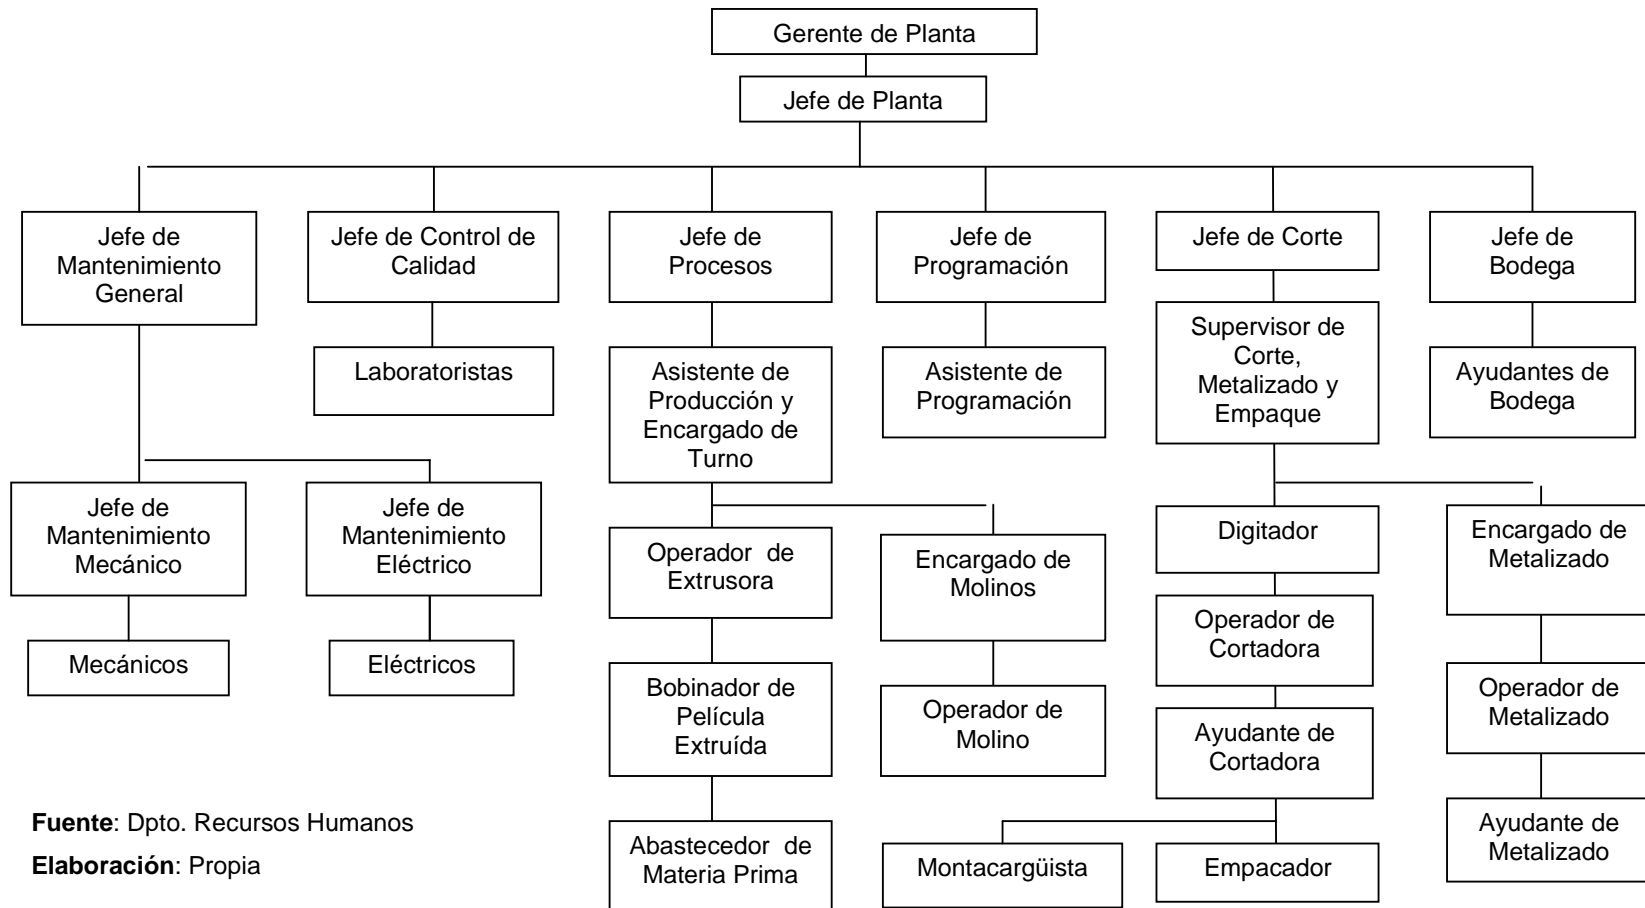 Gerente de Planta
Jefe de Planta
Jefe de
Mantenimiento
General
Jefe de Control de
Calidad
Jefe de
Procesos
Jefe de
Programación
Jefe de Corte
Jefe de
Bodega
Laboratoristas
Asistente de
Producción y
Encargado de
Turno
Asistente de
Programación
Supervisor de
Corte,
Metalizado y
Empaque
Ayudantes de
Bodega
Jefe de
Mantenimiento
Mecánico
Jefe de
Mantenimiento
Eléctrico
Operador de
Extrusora
Encargado de
Molinos
Digitador
Encargado de
Metalizado
Mecánicos
Eléctricos
Operador de
Cortadora
Bobinador de
Película
Extruída
Operador de
Molino
Ayudante de
Cortadora
Operador de
Metalizado
Fuente: Dpto. Recursos Humanos
Elaboración: Propia
Abastecedor de
Materia Prima
Montacargüista
Empacador
Ayudante de
Metalizado